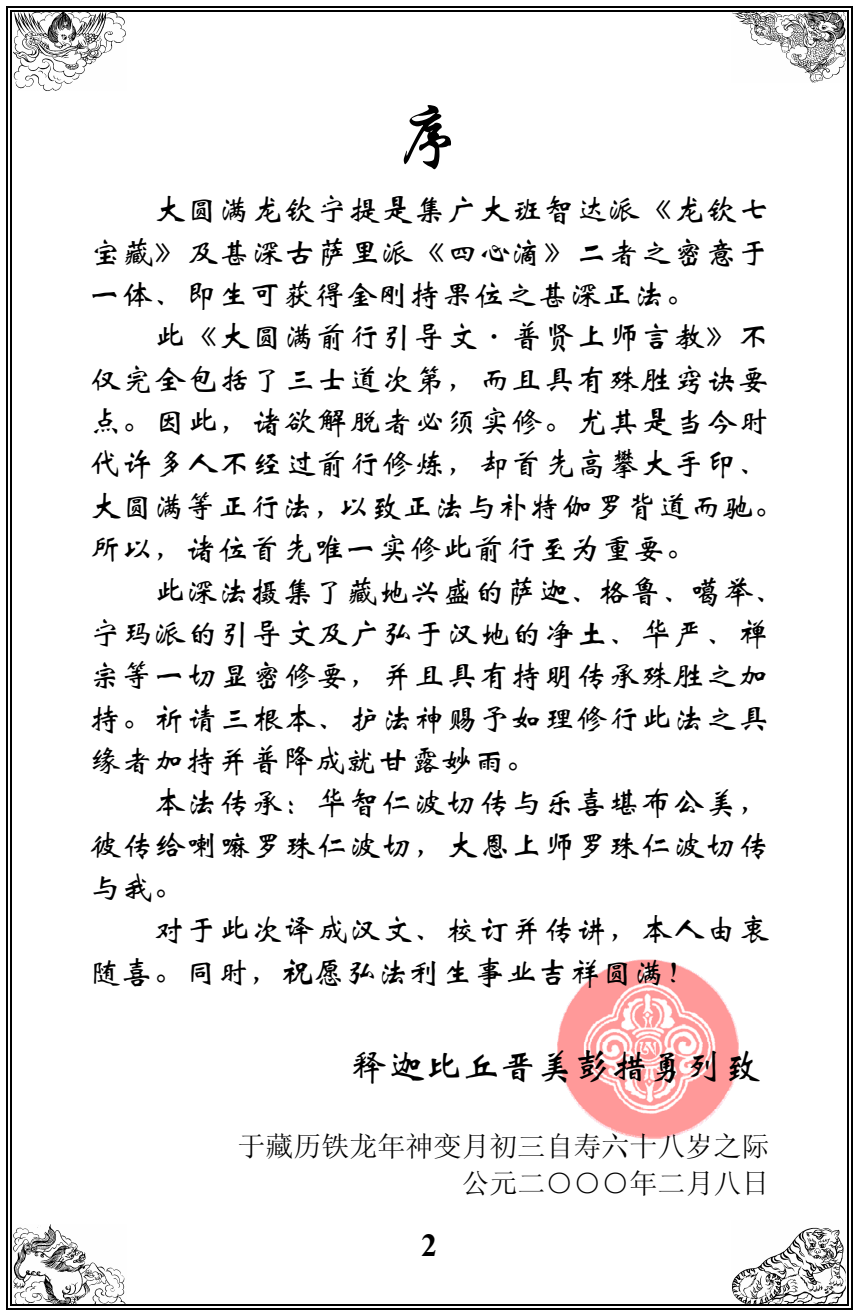 序
大圆满龙钦宁提是集广大班智达派《龙钦七
宝藏》及甚深古萨里派《四心滴》二者之密意于
一体、即生可获得金刚持果位之甚深正法。
此《大圆满前行引导文·普贤上师言教》不
仅完全包括了三士道次第，而且具有殊胜窍诀要
点。因此，诸欲解脱者必须实修。尤其是当今时
代许多人不经过前行修炼，却首先高攀大手印、
大圆满等正行法，以致正法与补特伽罗背道而驰。
所以，诸位首先唯一实修此前行至为重要。
此深法摄集了藏地兴盛的萨迦、格鲁、噶举、
宁玛派的引导文及广弘于汉地的净土、华严、禅
宗等一切显密修要，并且具有持明传承殊胜之加
持。祈请三根本、护法神赐予如理修行此法之具
缘者加持并普降成就甘露妙雨。
本法传承：华智仁波切传与乐喜堪布公美，
彼传给喇嘛罗珠仁波切，大恩上师罗珠仁波切传
与我。
对于此次译成汉文、校订并传讲，本人由衷
随喜。同时，祝愿弘法利生事业吉祥圆满！
释迦比丘晋美彭措勇列致
于藏历铁龙年神变月初三自寿六十八岁之际
公元二〇〇〇年二月八日
2